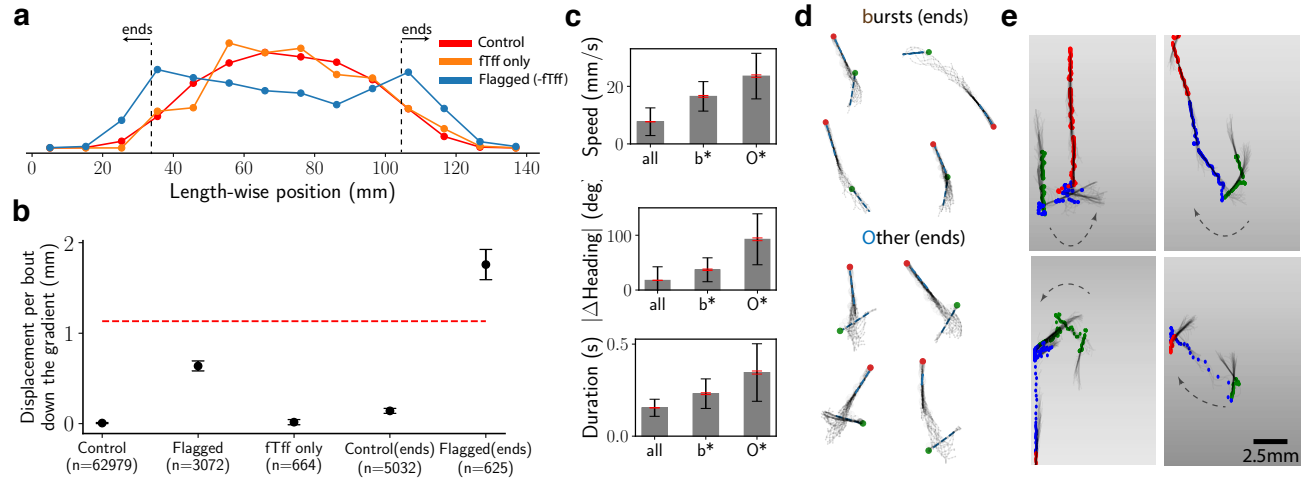 a
ends
ends
Control
fTff only
Flagged (-fTff)
0 20 40 60 80 100 120 140
Length-wise position (mm)
b
Displacement per bout
down the gradient (mm)
2
1
0
Control
(n=62979)
Flagged
(n=3072)
fTff only
(n=664)
Control(ends)
(n=5032)
Flagged(ends)
(n=625)
c
Speed (mm/s)
20
0
all b* O*
|ΔHeading| (deg)
100
0
all b* O*
Duration (s)
0.5
0.0
all b* O*
d
bursts (ends)
Other (ends)
e
2.5mm